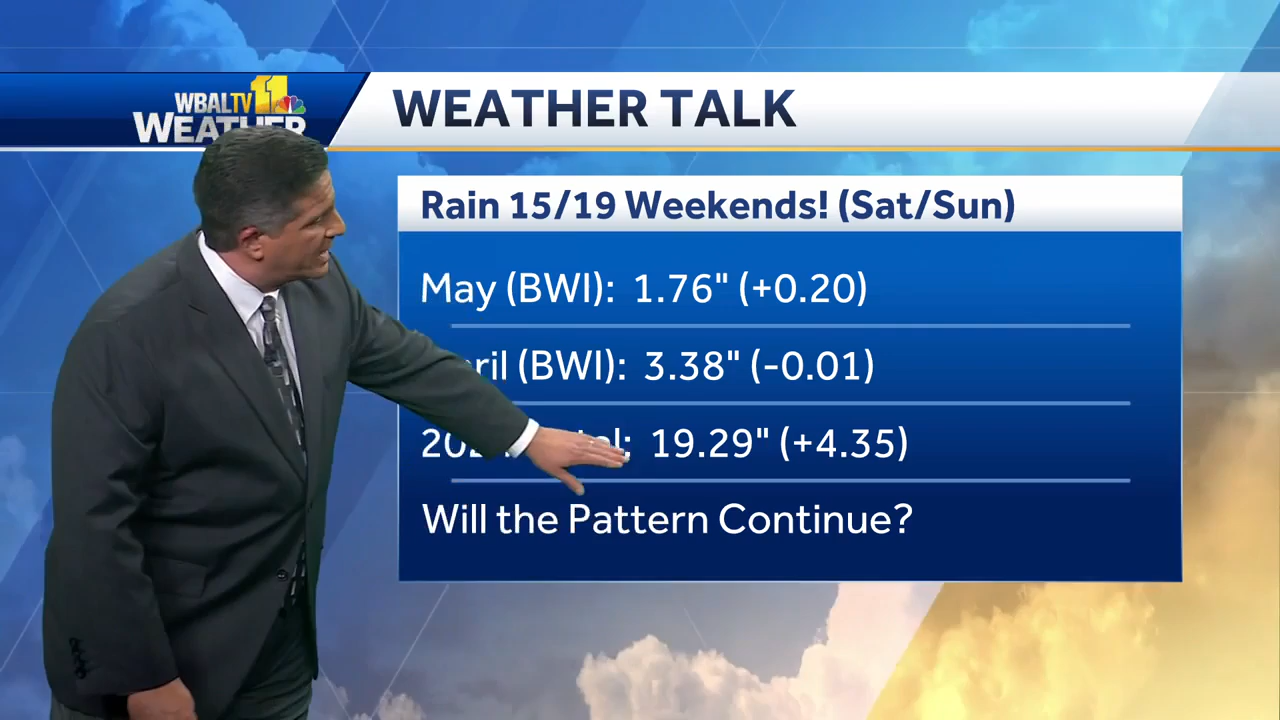 WBALTV 11
WEATHER
WEATHER TALK
Rain 15/19 Weekends! (Sat/Sun)
May (BWI): 1.76" (+0.20)
(BWI): 3.38" (-0.01)
19.29" (+4.35)
Will the Pattern Continue?